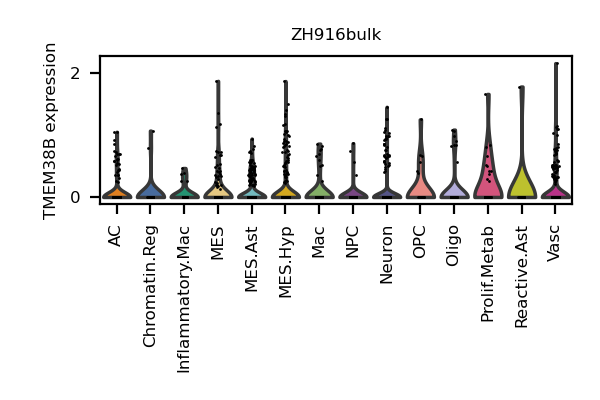 ZH916bulk
TMEM38B expression
2
0
AC
Chromatin.Reg
Inflammatory.Mac
MES
MES.Ast
MES.Hyp
Mac
NPC
Neuron
OPC
Oligo
Prolif.Metab
Reactive.Ast
Vasc